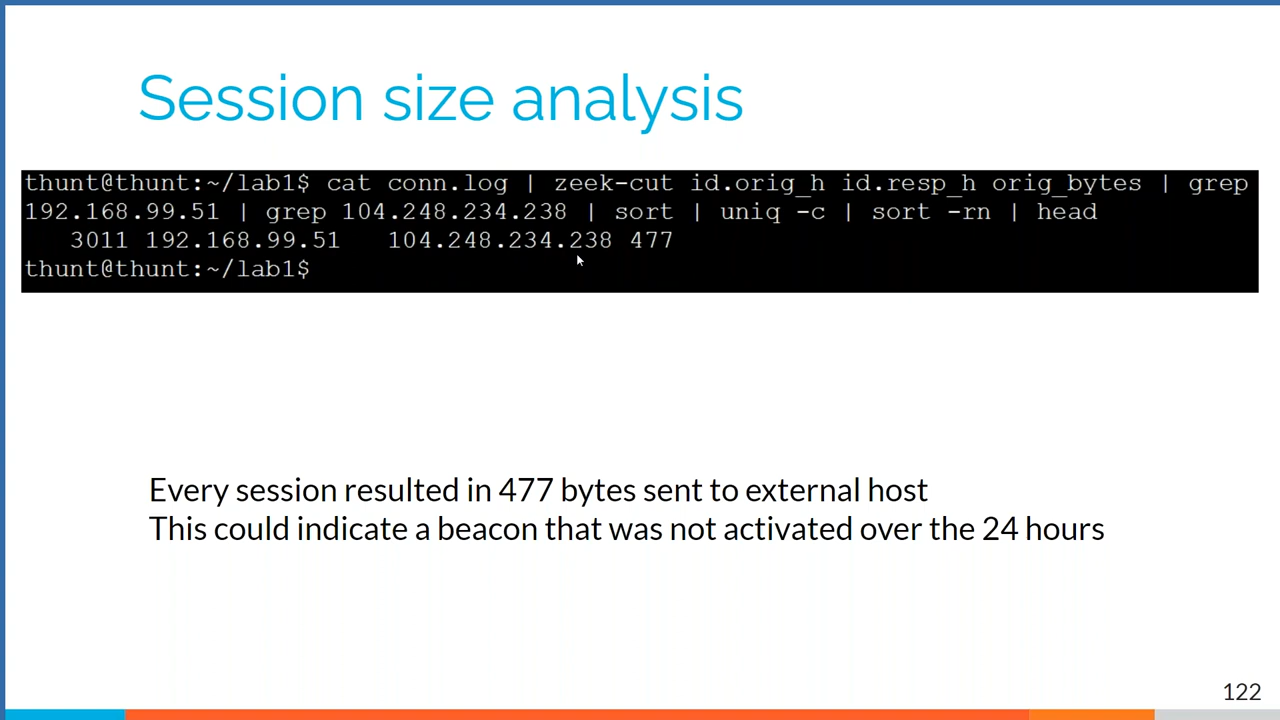 Session size analysis
thunt@thunt:~/lab1$ cat conn.log | zeek-cut id.orig_h id.resp_h orig_bytes | grep
192.168.99.51 | grep 104.248.234.238 | sort | uniq -c | sort -rn | head
3011 192.168.99.51 104.248.234.238 477
thunt@thunt:~/lab1$
Every session resulted in 477 bytes sent to external host
This could indicate a beacon that was not activated over the 24 hours
122